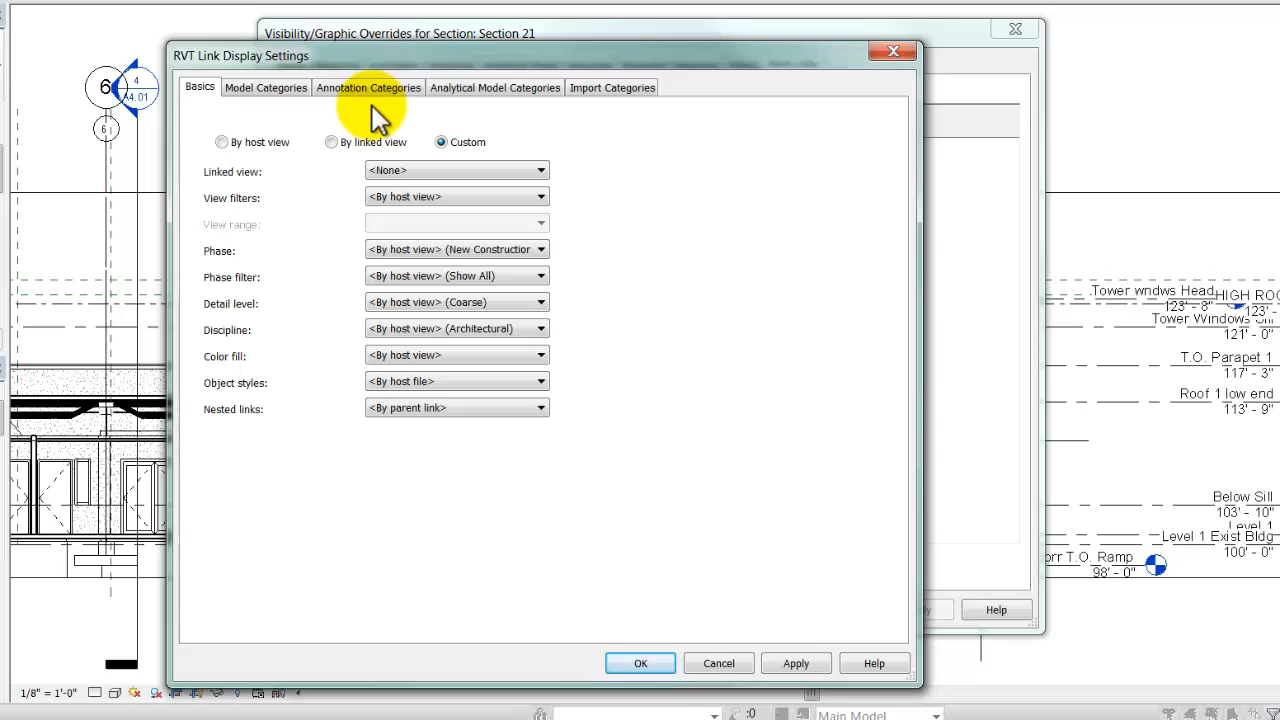 Visibility/Graphic Overrides for Section: Section 21
RVT Link Display Settings
Basics
Model Categories
Annotation Categories
Analytical Model Categories
Import Categories
By host view
By linked view
Custom
Linked view:
<None>
View filters:
<By host view>
View range:
Phase:
<By host view> (New Construction
Phase filter:
<By host view> (Show All)
Detail level:
<By host view> (Coarse)
Discipline:
<By host view> (Architectural)
Color fill:
<By host view>
Object styles:
<By host file>
Nested links:
<By parent link>
OK
Cancel
Apply
Help
Help
6
4
A4.01
6
Tower wndws Head
123' - 8"
HIGH ROO
123'
Tower Windows Sill
121' - 0"
T.O. Parapet 1
117' - 3"
Roof 1 low end
113' - 9"
Below Sill
103' - 10"
Level 1
Level 1 Exist Bldg
100' - 0"
orr T.O. Ramp
98' - 0"
1/8" = 1'-0"
:0
Main Model